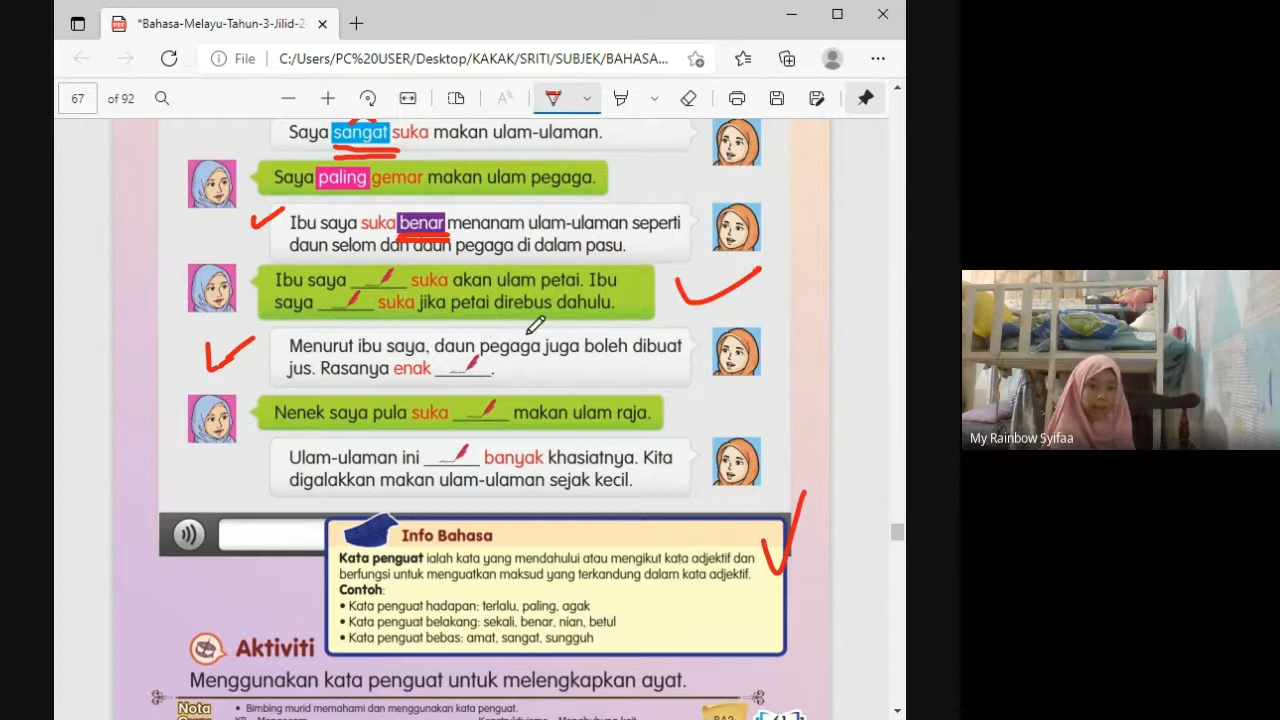 *Bahasa-Melayu-Tahun-3-Jilid-2
File
C:/Users/PC%20USER/Desktop/KAKAK/SRITI/SUBJEK/BAHASA...
67 of 92
Saya sangat suka makan ulam-ulaman.
Saya paling gemar makan ulam pegaga.
Ibu saya suka benar menanam ulam-ulaman seperti
daun selom dan daun pegaga di dalam pasu.
Ibu saya ______ suka akan ulam petai. Ibu
saya ______ suka jika petai direbus dahulu.
Menurut ibu saya, daun pegaga juga boleh dibuat
jus. Rasanya enak ______.
Nenek saya pula suka ______ makan ulam raja.
Ulam-ulaman ini ______ banyak khasiatnya. Kita
digalakkan makan ulam-ulaman sejak kecil.
Info Bahasa
Kata penguat ialah kata yang mendahului atau mengikut kata adjektif dan
berfungsi untuk menguatkan maksud yang terkandung dalam kata adjektif.
Contoh:
• Kata penguat hadapan: terlalu, paling, agak
• Kata penguat belakang: sekali, benar, nian, betul
• Kata penguat bebas: amat, sangat, sungguh
Aktiviti
Menggunakan kata penguat untuk melengkapkan ayat.
Nota
• Bimbing murid memahami dan menggunakan kata penguat.
My Rainbow Syifaa